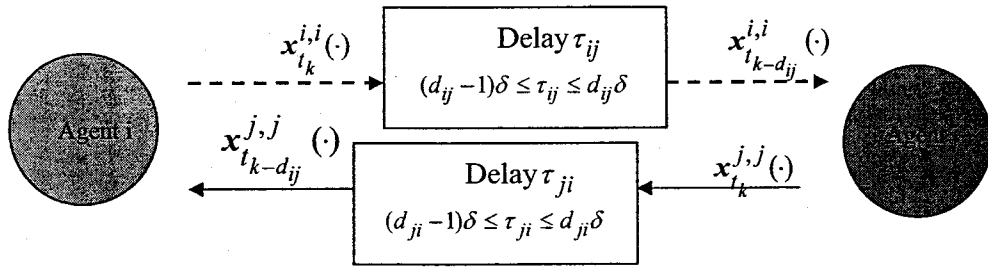 x_{t_k}^{i,i}(·)
Delay τ_{ij}
(d_{ij} −1)δ ≤ τ_{ij} ≤ d_{ij}δ
x_{t_{k−d_{ij}}}^{i,i}(·)
Agent i
x_{t_{k−d_{ij}}}^{j,j}(·)
Delay τ_{ji}
(d_{ji} −1)δ ≤ τ_{ji} ≤ d_{ji}δ
x_{t_k}^{j,j}(·)